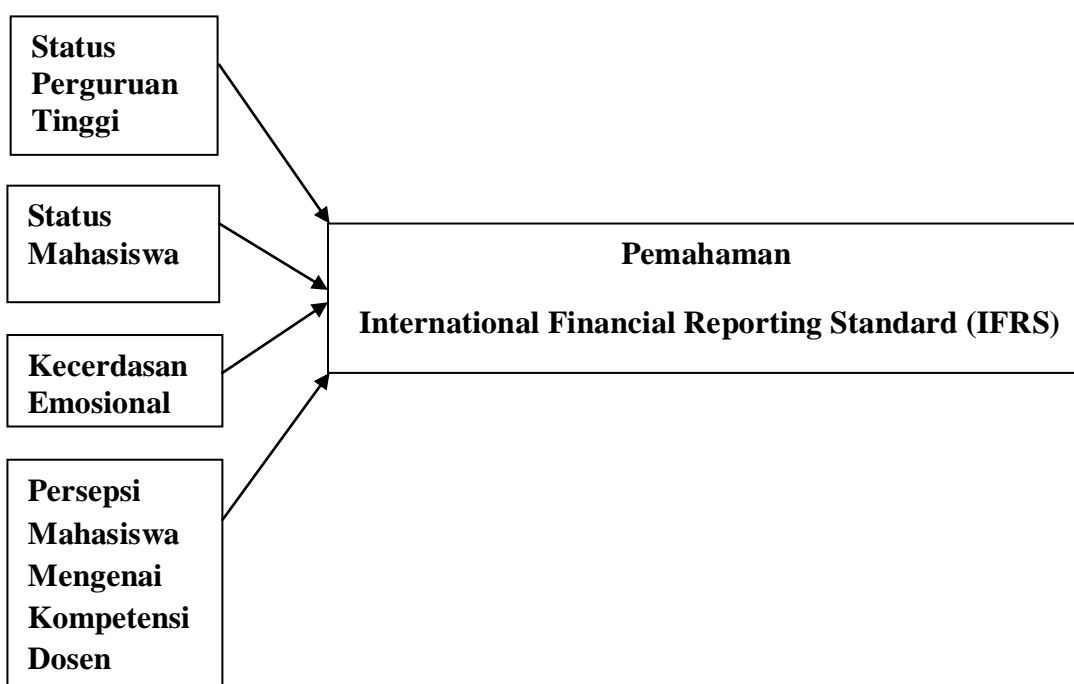 Status
Perguruan
Tinggi
Status
Mahasiswa
Kecerdasan
Emosional
Persepsi
Mahasiswa
Mengenai
Kompetensi
Dosen
Pemahaman
International Financial Reporting Standard (IFRS)